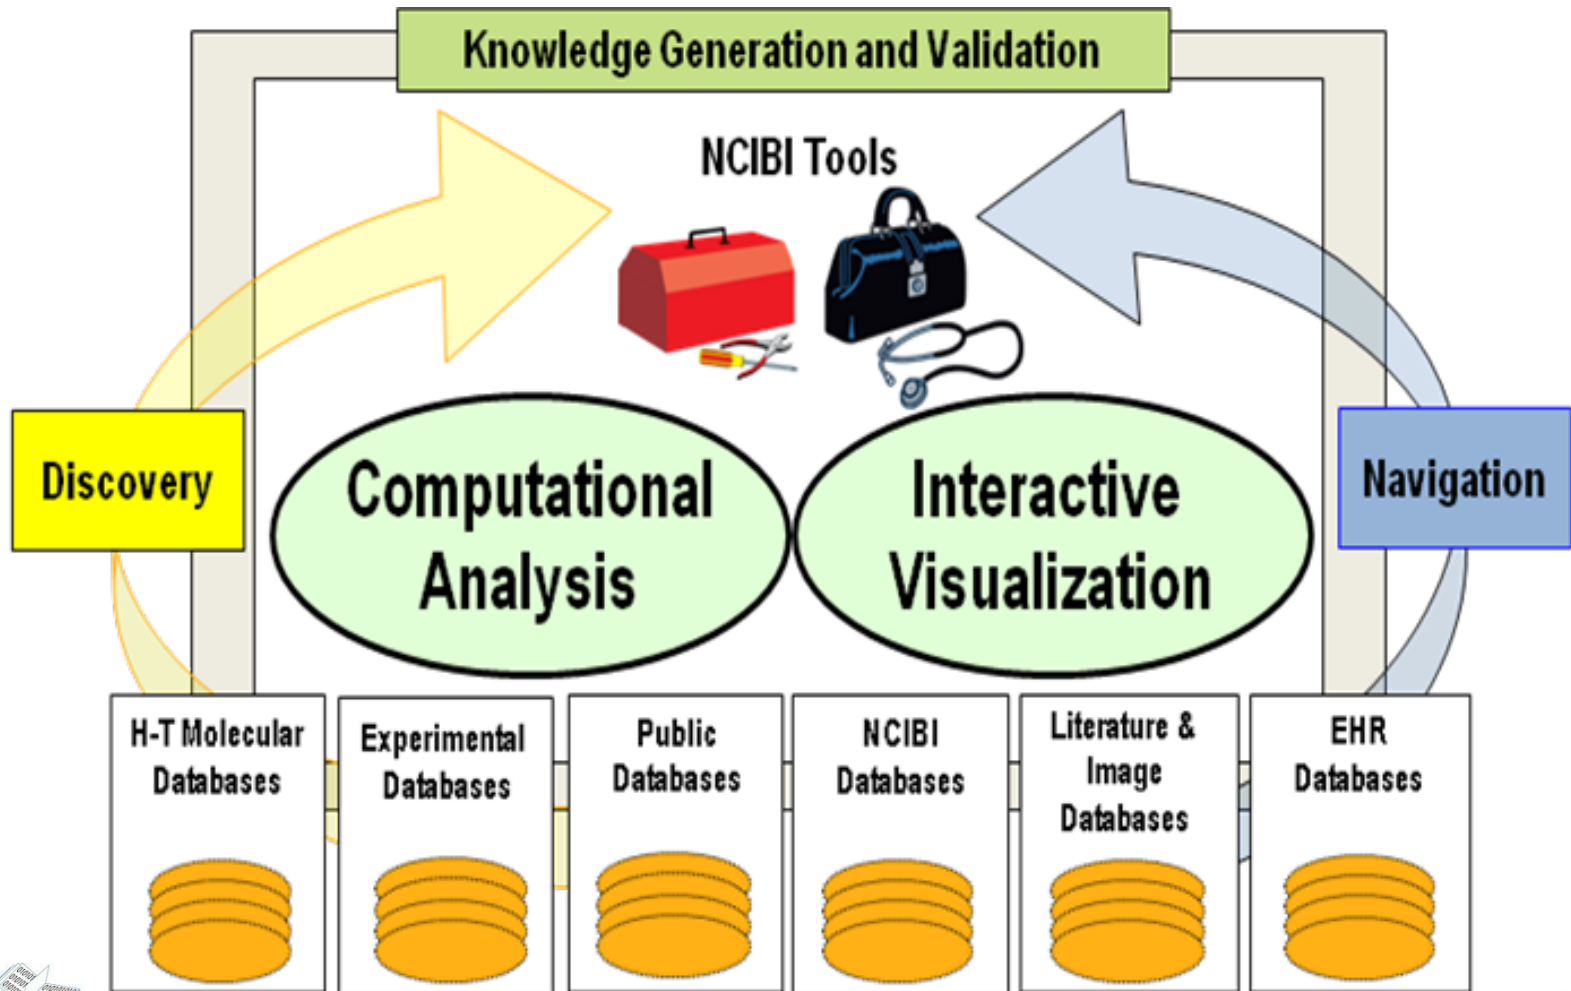 Knowledge Generation and Validation
NCIBI Tools
Discovery
Computational
Analysis
Interactive
Visualization
Navigation
H-T Molecular
Databases
Experimental
Databases
Public
Databases
NCIBI
Databases
Literature &
Image
Databases
EHR
Databases